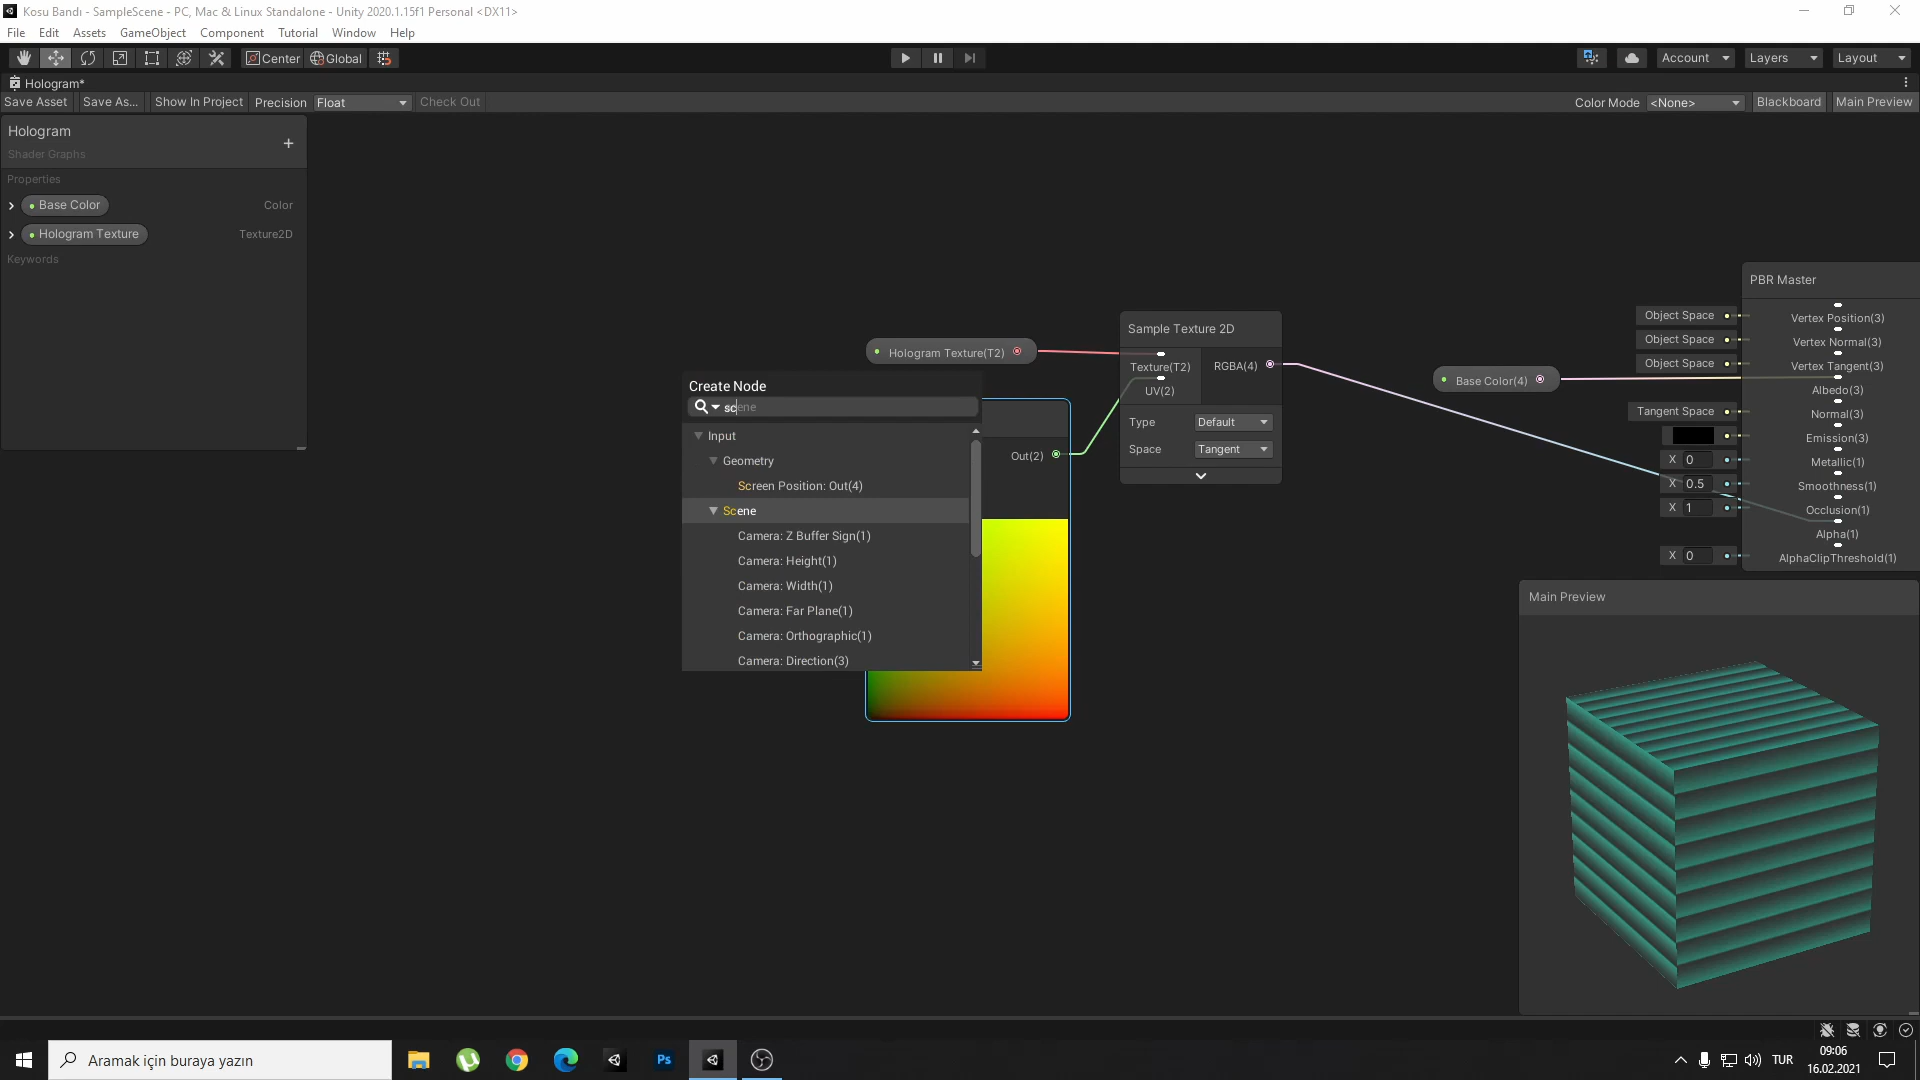 Kosu Bandı - SampleScene - PC, Mac & Linux Standalone - Unity 2020.1.15f1 Personal <DX11>
File Edit Assets GameObject Component Tutorial Window Help
Center Global Account Layers Layout
Hologram*
Save Asset Save As... Show In Project Precision Float Check Out Color Mode <None> Blackboard Main Preview
Hologram
Shader Graphs
Properties
Base Color Color
Hologram Texture Texture2D
Keywords
Hologram Texture(T2)
Create Node
scene
Input
Geometry
Screen Position: Out(4)
Scene
Camera: Z Buffer Sign(1)
Camera: Height(1)
Camera: Width(1)
Camera: Far Plane(1)
Camera: Orthographic(1)
Camera: Direction(3)
Out(2)
Sample Texture 2D
Texture(T2) RGBA(4)
UV(2)
Type Default
Space Tangent
Base Color(4)
PBR Master
Object Space Vertex Position(3)
Object Space Vertex Normal(3)
Object Space Vertex Tangent(3)
Albedo(3)
Tangent Space Normal(3)
Emission(3)
X 0 Metallic(1)
X 0.5 Smoothness(1)
X 1 Occlusion(1)
Alpha(1)
X 0 AlphaClipThreshold(1)
Main Preview
Aramak için buraya yazın
Ps
TUR
09:06
16.02.2021